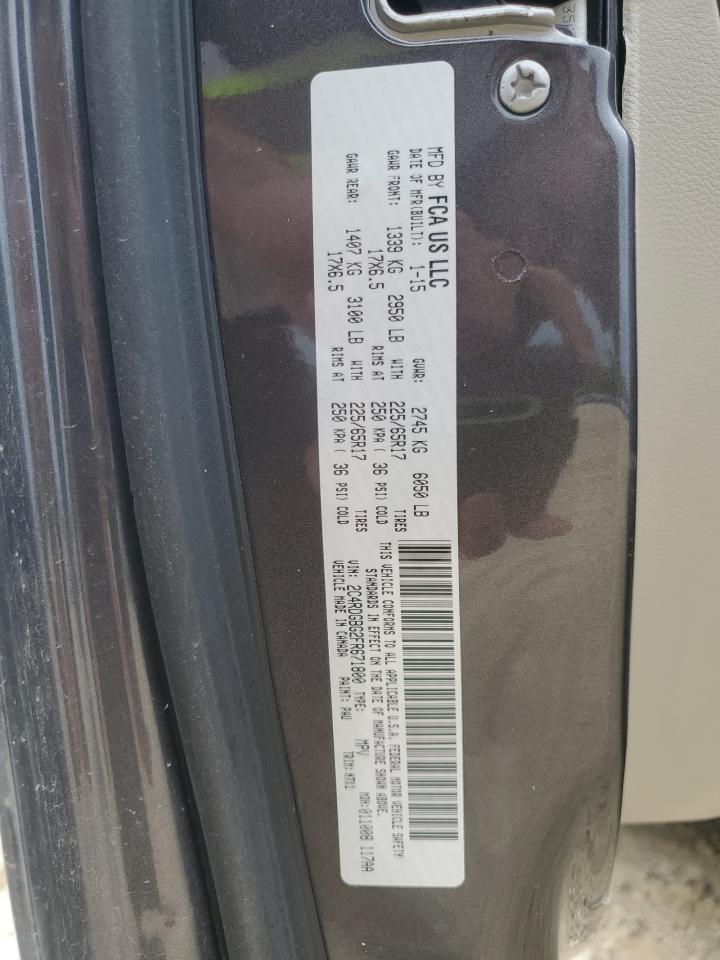 MFD BY FCA US LLC
DATE OF MFR(BUILT): 1-15 GVWR: 2745 KG 6050 LB
GAWR FRONT: 1339 KG 2950 LB WITH 225/65R17 TIRES
17X6.5 RIMS AT 250 KPA ( 36 PSI) COLD
GAWR REAR: 1407 KG 3100 LB WITH 225/65R17 TIRES
17X6.5 RIMS AT 250 KPA ( 36 PSI) COLD
THIS VEHICLE CONFORMS TO ALL APPLICABLE U.S.A. FEDERAL MOTOR VEHICLE SAFETY
STANDARDS IN EFFECT ON THE DATE OF MANUFACTURE SHOWN ABOVE.
VIN: 2C4RDGBG2FR671800 TYPE: MPV MDH:011008 117AA
VEHICLE MADE IN CANADA PAINT: PAU TRIM: